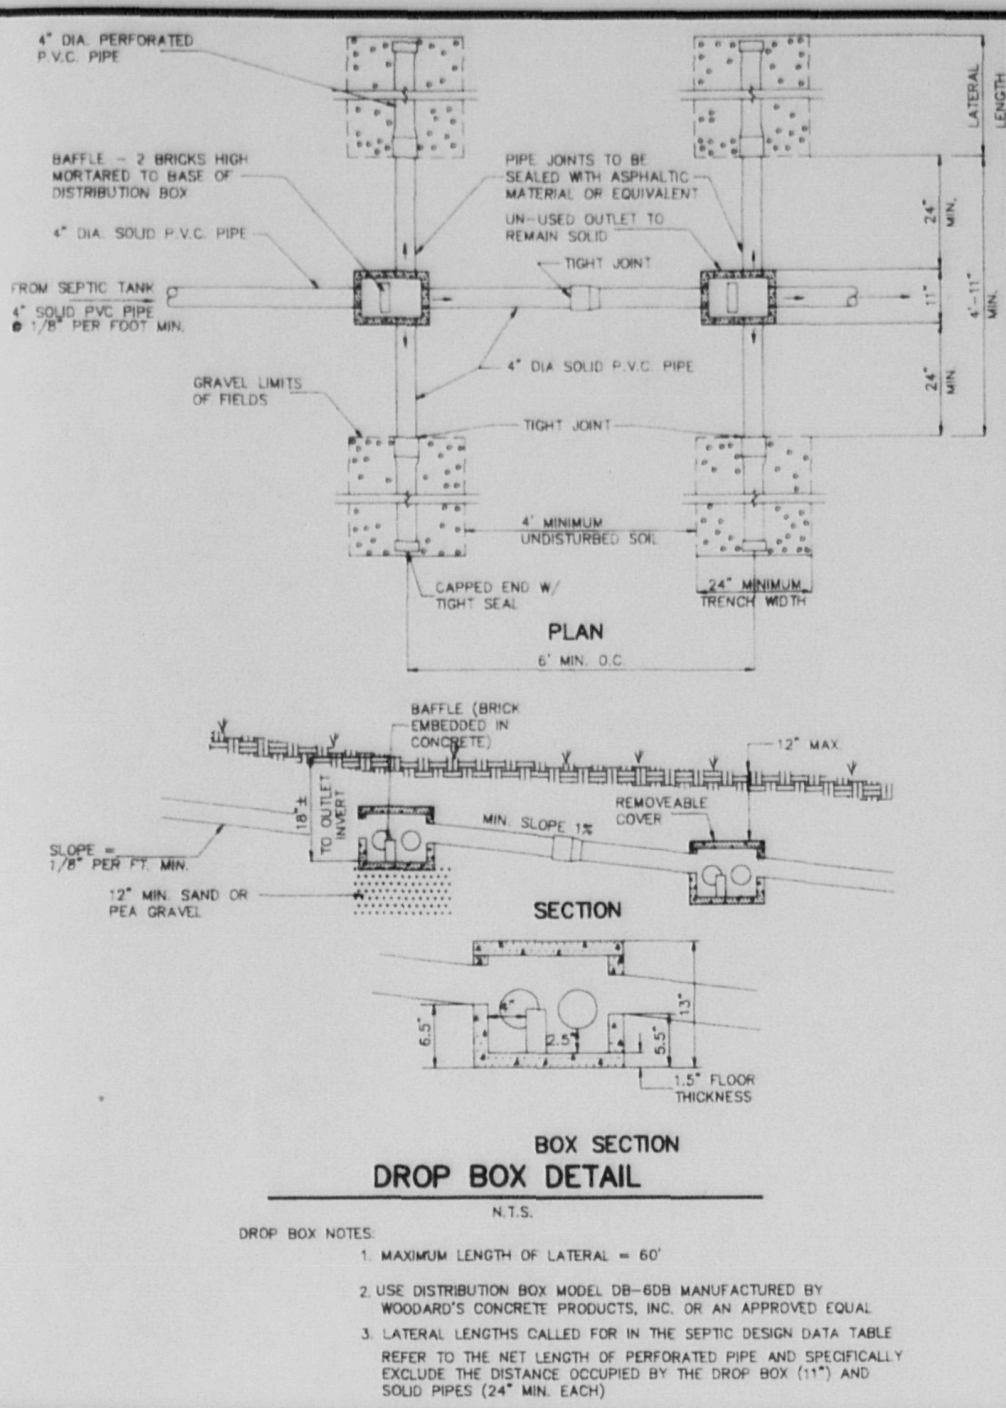 4" DIA. PERFORATED
P.V.C. PIPE
LATERAL
LENGTH
BAFFLE - 2 BRICKS HIGH
MORTARED TO BASE OF
DISTRIBUTION BOX
PIPE JOINTS TO BE
SEALED WITH ASPHALTIC
MATERIAL OR EQUIVALENT
24"
MIN.
4" DIA. SOLID P.V.C. PIPE
UN-USED OUTLET TO
REMAIN SOLID
TIGHT JOINT
FROM SEPTIC TANK
4" SOLID PVC PIPE
@ 1/8" PER FOOT MIN.
11"
4'-11"
MIN.
4" DIA SOLID P.V.C. PIPE
GRAVEL LIMITS
OF FIELDS
24"
MIN.
TIGHT JOINT
4' MINIMUM
UNDISTURBED SOIL
CAPPED END W/
TIGHT SEAL
24" MINIMUM
TRENCH WIDTH
PLAN
6' MIN. O.C.
BAFFLE (BRICK
EMBEDDED IN
CONCRETE)
12" MAX.
18"±
TO OUTLET
INVERT
MIN. SLOPE 1%
REMOVEABLE
COVER
SLOPE =
1/8" PER FT. MIN.
12" MIN. SAND OR
PEA GRAVEL
SECTION
6.5"
4"
2.5"
5.5"
13"
1.5" FLOOR
THICKNESS
BOX SECTION
DROP BOX DETAIL
N.T.S.
DROP BOX NOTES:
1. MAXIMUM LENGTH OF LATERAL = 60'
2. USE DISTRIBUTION BOX MODEL DB-6DB MANUFACTURED BY
WOODARD'S CONCRETE PRODUCTS, INC. OR AN APPROVED EQUAL
3. LATERAL LENGTHS CALLED FOR IN THE SEPTIC DESIGN DATA TABLE
REFER TO THE NET LENGTH OF PERFORATED PIPE AND SPECIFICALLY
EXCLUDE THE DISTANCE OCCUPIED BY THE DROP BOX (11") AND
SOLID PIPES (24" MIN. EACH)